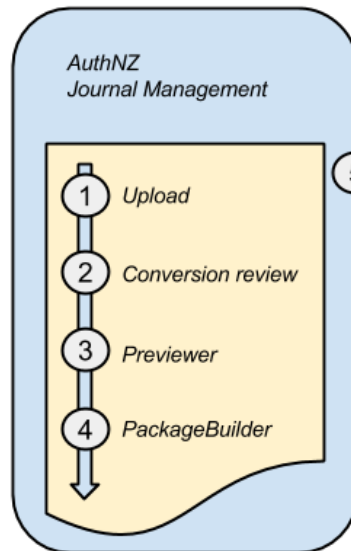 AuthNZ
Journal Management
1 Upload
2 Conversion review
3 Previewer
4 PackageBuilder